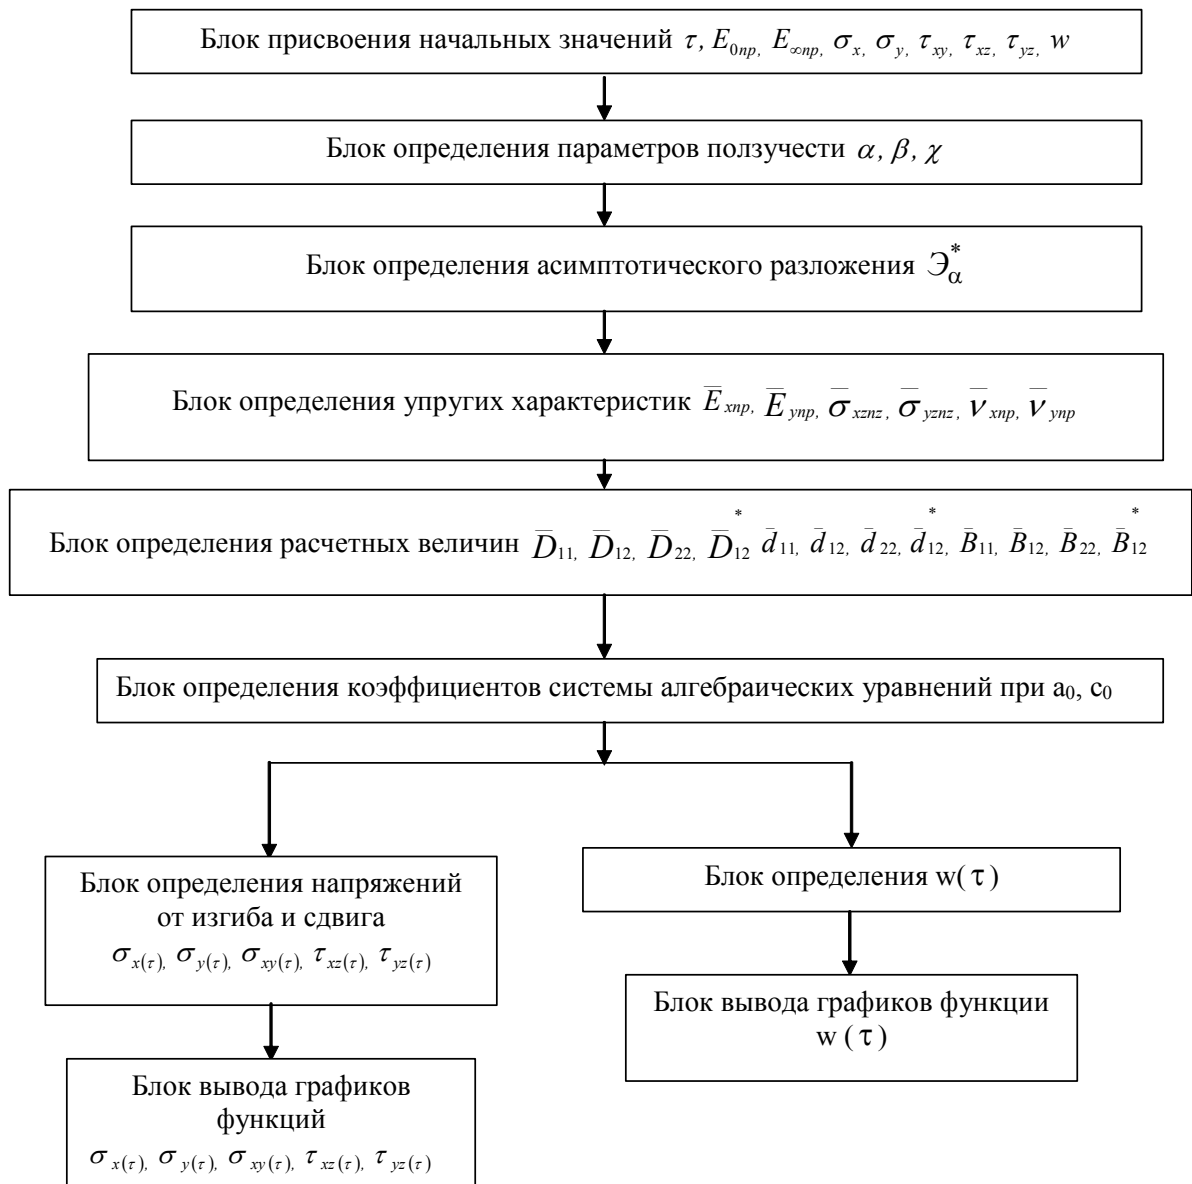 Блок присвоения начальных значений τ, E₀пр, E∞пр, σx, σy, τxy, τxz, τyz, w
Блок определения параметров ползучести α, β, χ
Блок определения асимптотического разложения Э*α
Блок определения упругих характеристик E̅xпр, E̅yпр, σ̅xzпz, σ̅yzпz, ν̅xпр, ν̅yпр
Блок определения расчетных величин D̅₁₁, D̅₁₂, D̅₂₂, D̅*₁₂ d̅₁₁, d̅₁₂, d̅₂₂, d̅*₁₂, B̅₁₁, B̅₁₂, B̅₂₂, B̅*₁₂
Блок определения коэффициентов системы алгебраических уравнений при a₀, c₀
Блок определения напряжений
от изгиба и сдвига
σx(τ), σy(τ), σxy(τ), τxz(τ), τyz(τ)
Блок вывода графиков
функций
σx(τ), σy(τ), σxy(τ), τxz(τ), τyz(τ)
Блок определения w(τ)
Блок вывода графиков функции
w (τ)